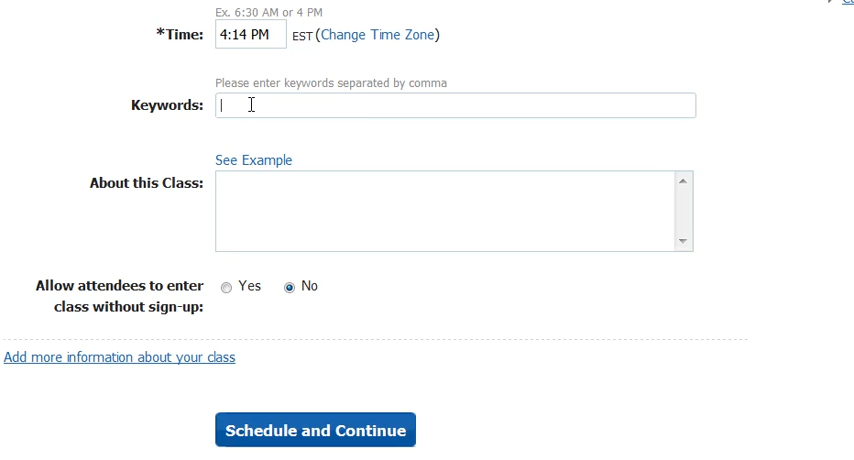 Ex. 6:30 AM or 4 PM
*Time: 4:14 PM EST (Change Time Zone)
Please enter keywords separated by comma
Keywords:
See Example
About this Class:
Allow attendees to enter
class without sign-up: Yes No
Add more information about your class
Schedule and Continue